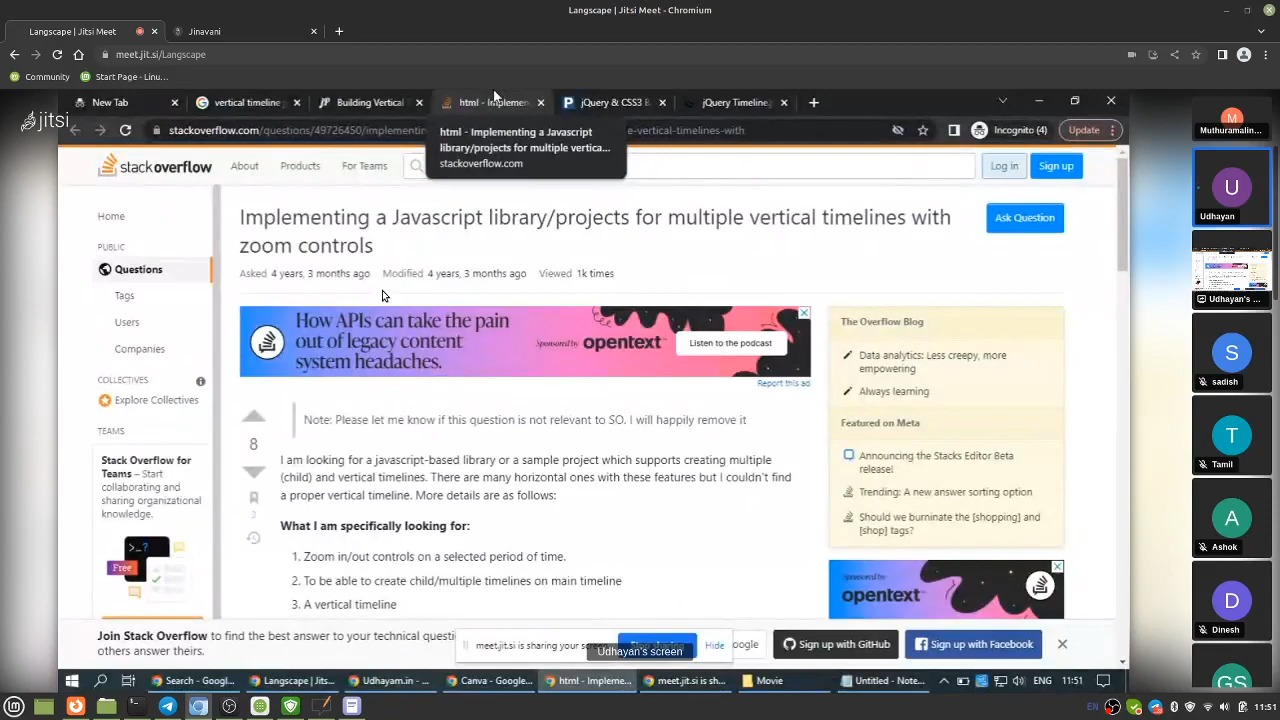 Langscape | Jitsi Meet - Chromium
Langscape | Jitsi Meet
Jinavani
meet.jit.si/Langscape
Community
Start Page - Linu...
New Tab
vertical timeline
Building Vertical
html - Implemen
jQuery & CSS3 B
jQuery Timeline
jitsi
stackoverflow.com/questions/49726450/implementin
e-vertical-timelines-with
Incognito (4)
Update
html - Implementing a Javascript
library/projects for multiple vertica...
stackoverflow.com
stackoverflow
About
Products
For Teams
Log in
Sign up
Home
PUBLIC
Questions
Tags
Users
Companies
COLLECTIVES
Explore Collectives
TEAMS
Stack Overflow for
Teams – Start
collaborating and
sharing organizational
knowledge.
Free
Implementing a Javascript library/projects for multiple vertical timelines with
zoom controls
Ask Question
Asked 4 years, 3 months ago Modified 4 years, 3 months ago Viewed 1k times
How APIs can take the pain
out of legacy content
system headaches.
Sponsored by opentext
Listen to the podcast
Report this ad
8
2
Note: Please let me know if this question is not relevant to SO. I will happily remove it
I am looking for a javascript-based library or a sample project which supports creating multiple
(child) and vertical timelines. There are many horizontal ones with these features but I couldn't find
a proper vertical timeline. More details are as follows:
What I am specifically looking for:
1. Zoom in/out controls on a selected period of time.
2. To be able to create child/multiple timelines on main timeline
3. A vertical timeline
The Overflow Blog
Data analytics: Less creepy, more
empowering
Always learning
Featured on Meta
Announcing the Stacks Editor Beta
release!
Trending: A new answer sorting option
Should we burninate the [shopping] and
[shop] tags?
Sponsored by
opentext
Join Stack Overflow to find the best answer to your technical questi
others answer theirs.
meet.jit.si is sharing your scre
Hide
Udhayan's screen
oogle
Sign up with GitHub
Sign up with Facebook
Search - Googl...
Langscape | Jits...
Udhayam.in - ...
Canva - Google...
html - Impleme...
meet.jit.si is sh...
Movie
Untitled - Note...
ENG
11:51
Muthuramalin...
U
Udhayan
Udhayan's ...
S
sadish
T
Tamil
A
Ashok
D
Dinesh
GS
EN
11:51